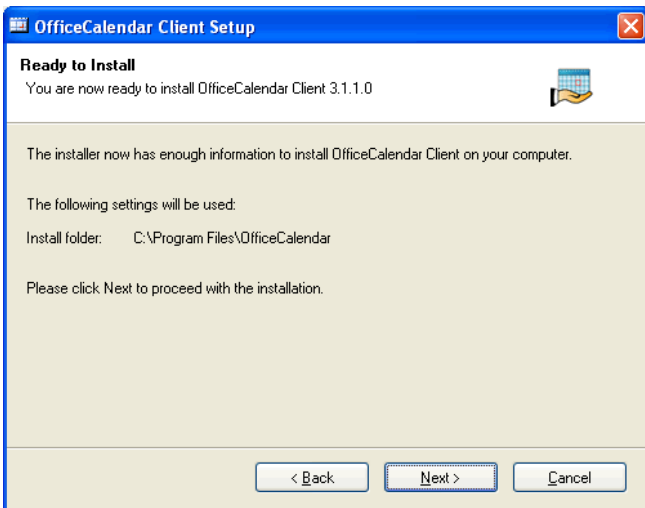 OfficeCalendar Client Setup
Ready to Install
You are now ready to install OfficeCalendar Client 3.1.1.0
The installer now has enough information to install OfficeCalendar Client on your computer.
The following settings will be used:
Install folder: C:\Program Files\OfficeCalendar
Please click Next to proceed with the installation.
< Back Next > Cancel